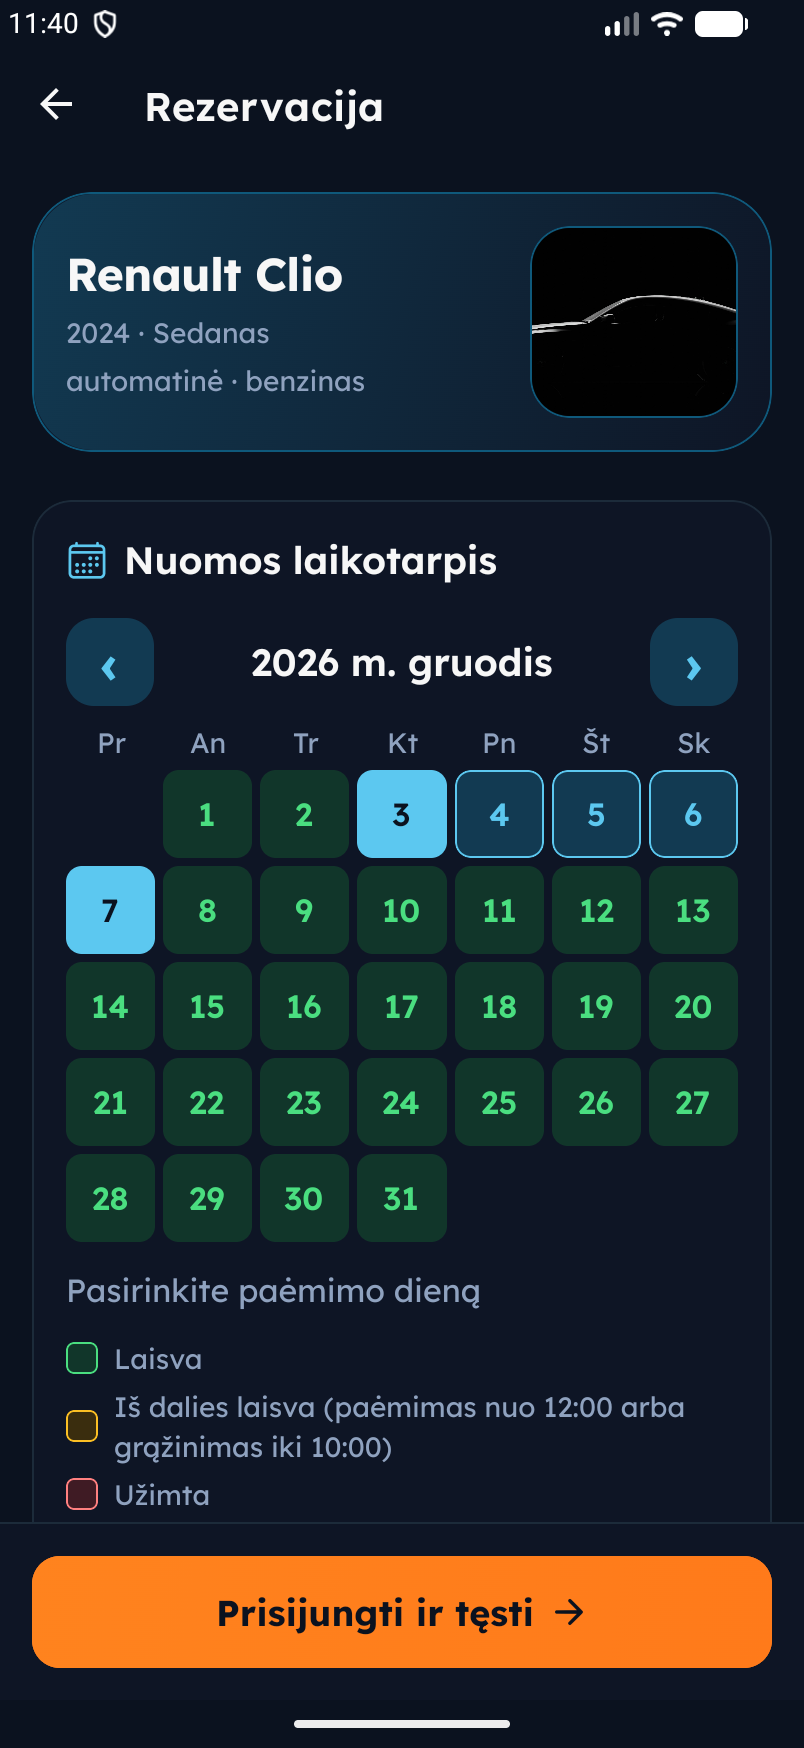 11:40
Rezervacija
Renault Clio
2024 · Sedanas
automatinė · benzinas
Nuomos laikotarpis
‹ 2026 m. gruodis ›
Pr An Tr Kt Pn Št Sk
1 2 3 4 5 6
7 8 9 10 11 12 13
14 15 16 17 18 19 20
21 22 23 24 25 26 27
28 29 30 31
Pasirinkite paėmimo dieną
Laisva
Iš dalies laisva (paėmimas nuo 12:00 arba
grąžinimas iki 10:00)
Užimta
Prisijungti ir tęsti →